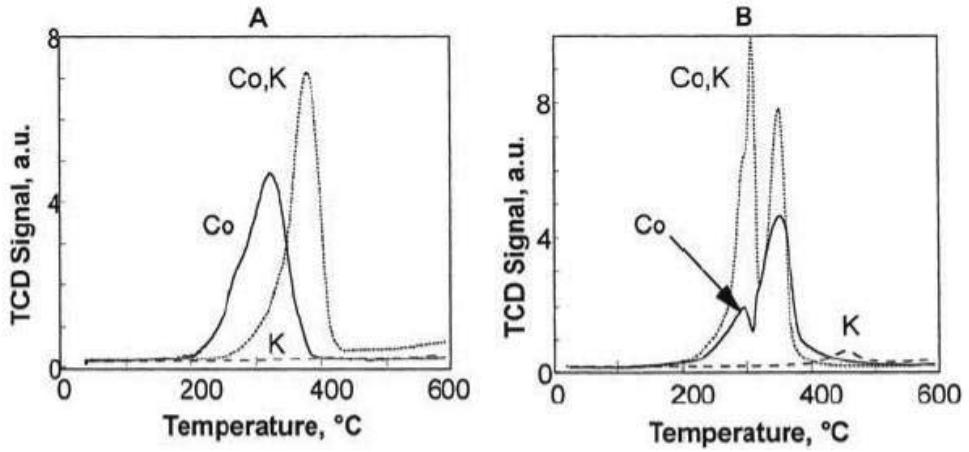 A
8
4
0
TCD Signal, a.u.
Co,K
Co
K
0 200 400 600
Temperature, °C
B
8
4
0
TCD Signal, a.u.
Co,K
Co
K
0 200 400 600
Temperature, °C